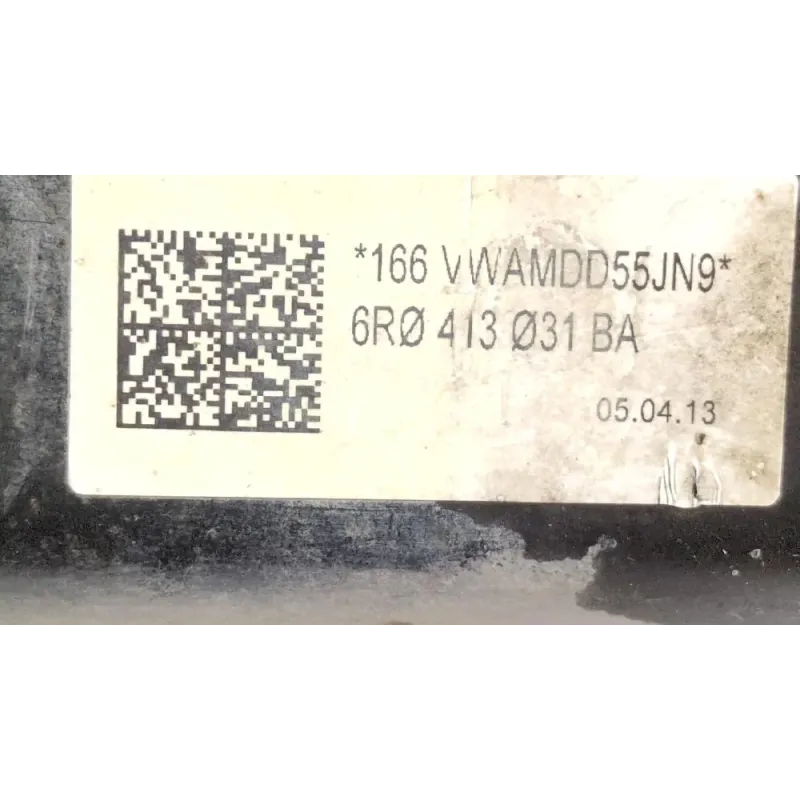 *166 VWAMDD55JN9*
6RØ 413 Ø31 BA
05.04.13